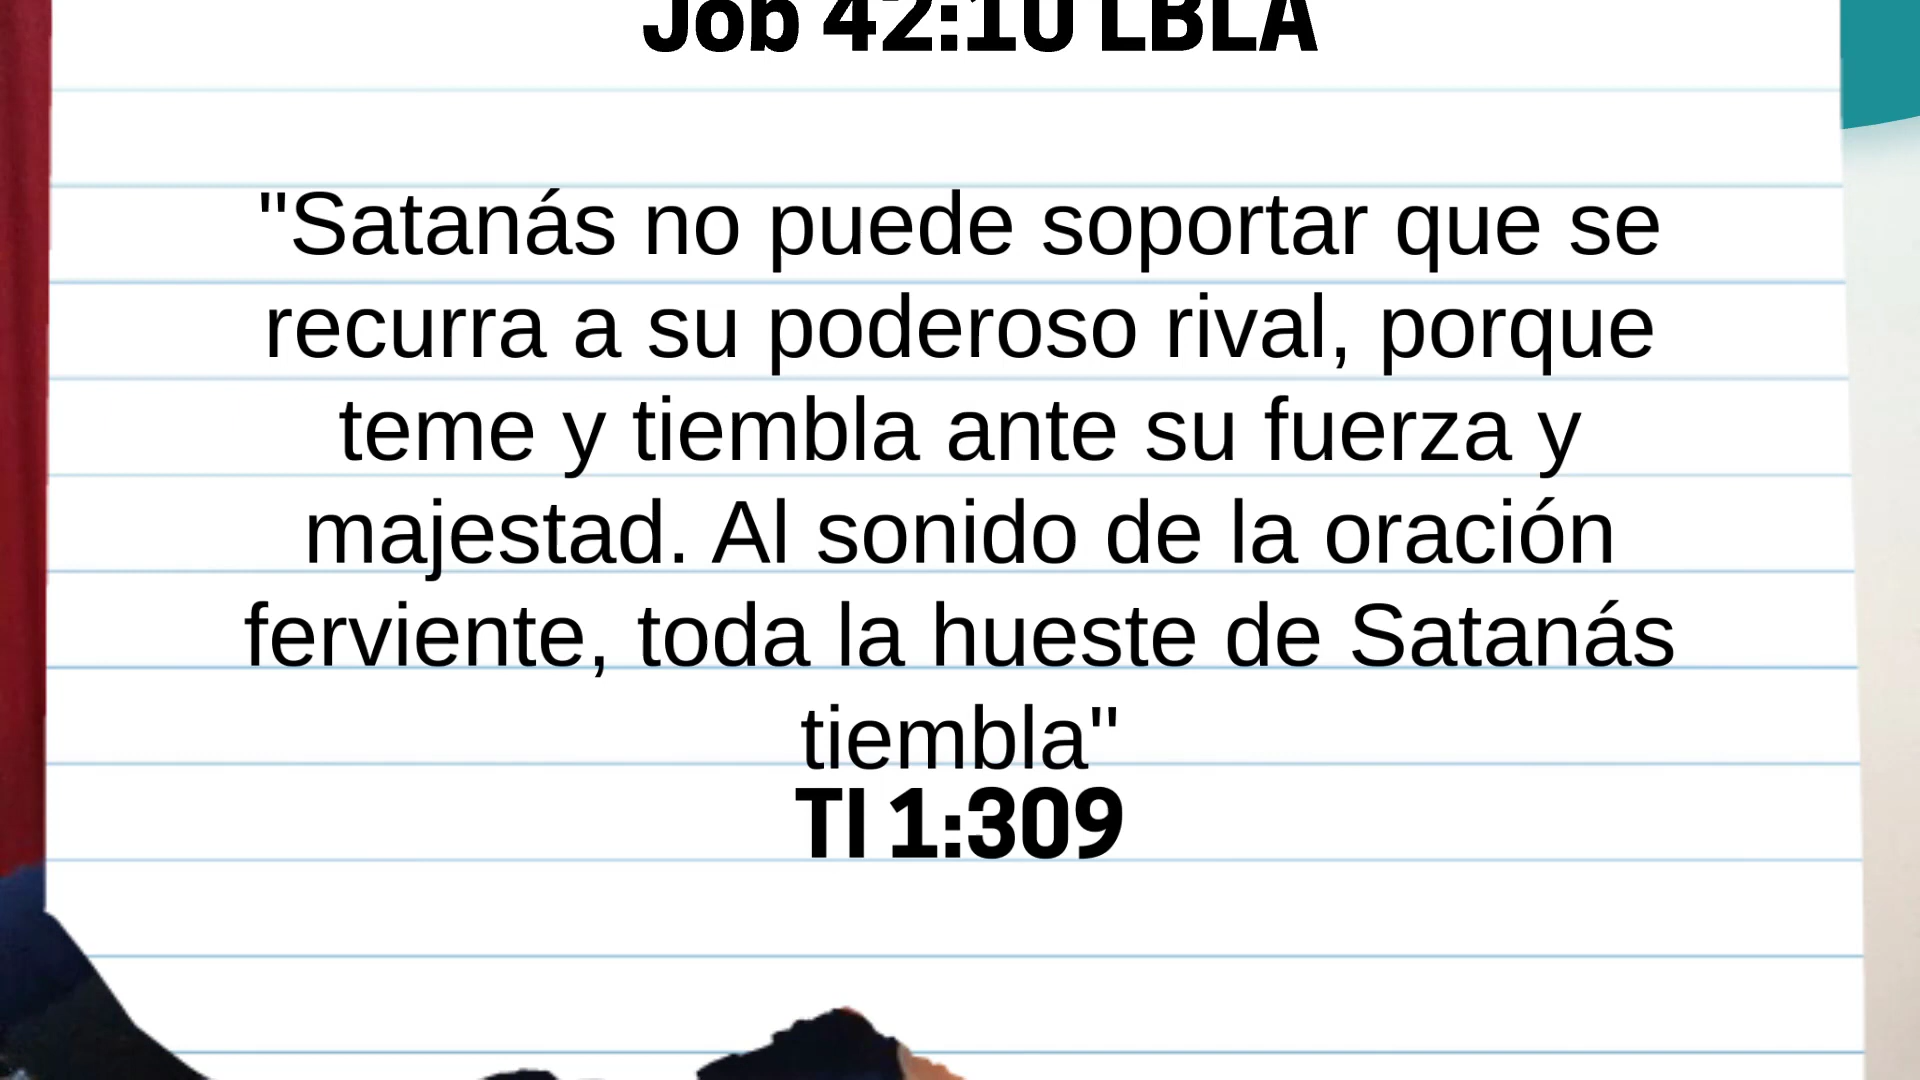 Job 42:10 LBLA
"Satanás no puede soportar que se
recurra a su poderoso rival, porque
teme y tiembla ante su fuerza y
majestad. Al sonido de la oración
ferviente, toda la hueste de Satanás
tiembla"
TI 1:309